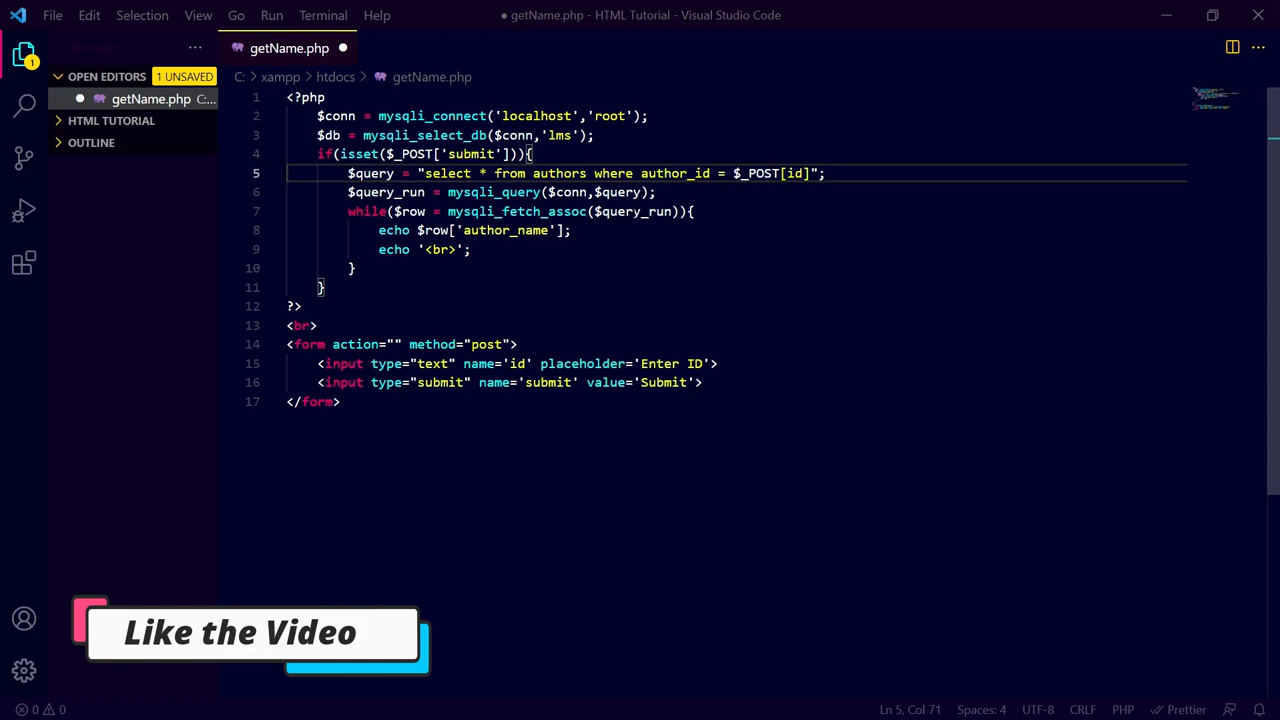 File Edit Selection View Go Run Terminal Help ● getName.php - HTML Tutorial - Visual Studio Code
getName.php
OPEN EDITORS 1 UNSAVED
C: > xampp > htdocs > getName.php
getName.php C:...
HTML TUTORIAL
OUTLINE
1
1 <?php
2 $conn = mysqli_connect('localhost','root');
3 $db = mysqli_select_db($conn,'lms');
4 if(isset($_POST['submit'])){
5 $query = "select * from authors where author_id = $_POST[id]";
6 $query_run = mysqli_query($conn,$query);
7 while($row = mysqli_fetch_assoc($query_run)){
8 echo $row['author_name'];
9 echo '<br>';
10 }
11 }
12 ?>
13 <br>
14 <form action="" method="post">
15 <input type="text" name='id' placeholder='Enter ID'>
16 <input type="submit" name='submit' value='Submit'>
17 </form>
Like the Video
0 0 Ln 5, Col 71 Spaces: 4 UTF-8 CRLF PHP Prettier